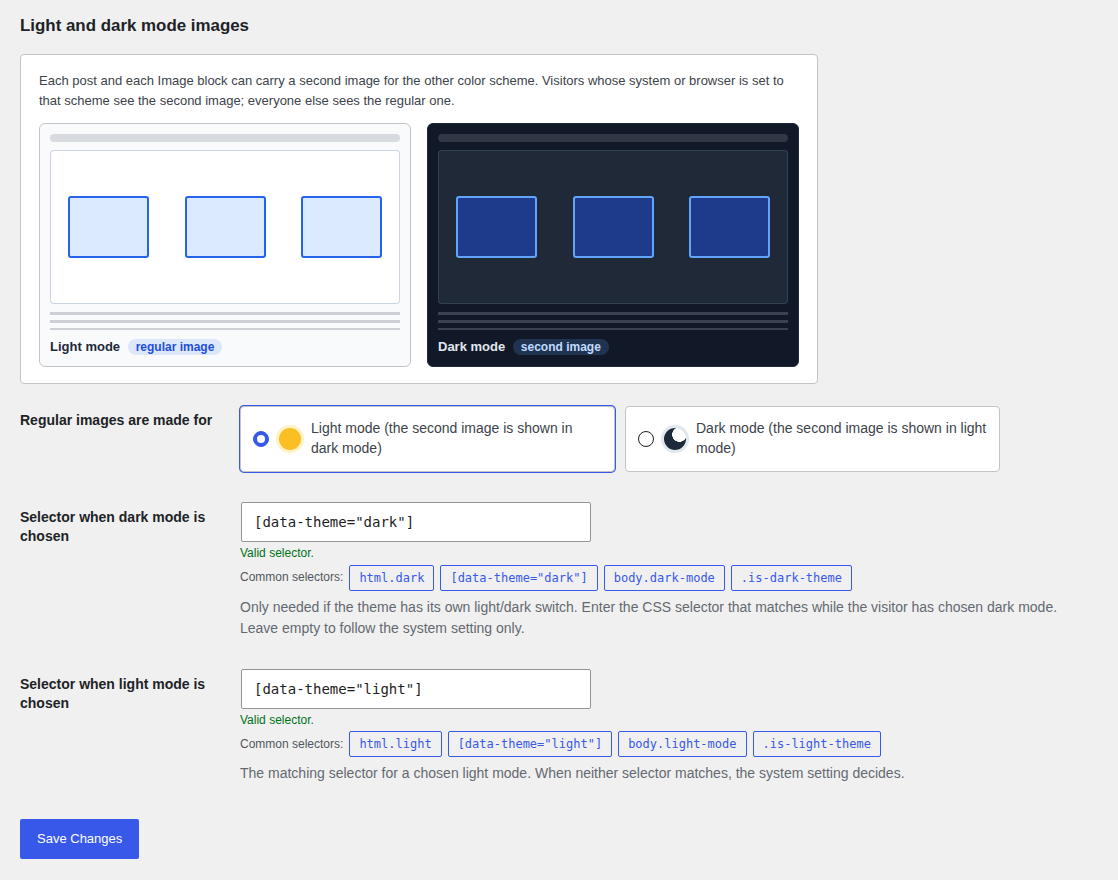 Light and dark mode images
Each post and each Image block can carry a second image for the other color scheme. Visitors whose system or browser is set to
that scheme see the second image; everyone else sees the regular one.
Light mode regular image
Dark mode second image
Regular images are made for
Light mode (the second image is shown in
dark mode)
Dark mode (the second image is shown in light
mode)
Selector when dark mode is
chosen
[data-theme="dark"]
Valid selector.
Common selectors: html.dark [data-theme="dark"] body.dark-mode .is-dark-theme
Only needed if the theme has its own light/dark switch. Enter the CSS selector that matches while the visitor has chosen dark mode.
Leave empty to follow the system setting only.
Selector when light mode is
chosen
[data-theme="light"]
Valid selector.
Common selectors: html.light [data-theme="light"] body.light-mode .is-light-theme
The matching selector for a chosen light mode. When neither selector matches, the system setting decides.
Save Changes